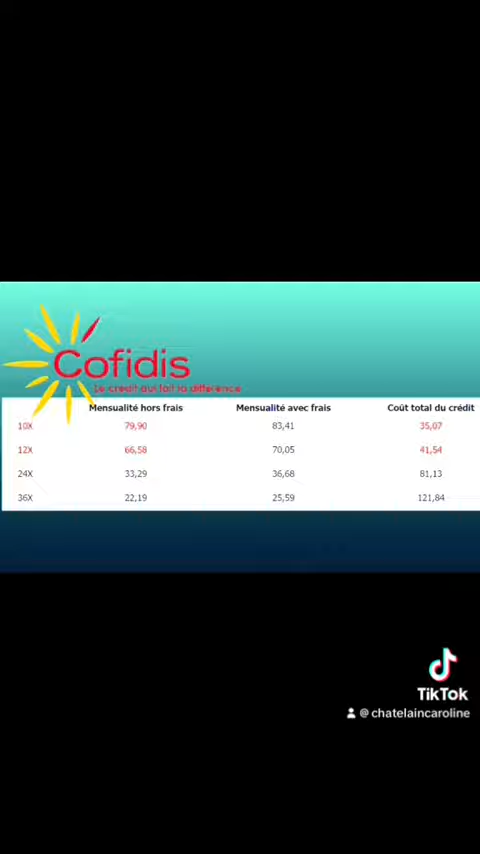 Cofidis
Le crédit qui fait la différence
Mensualité hors frais Mensualité avec frais Coût total du crédit
10X 79,90 83,41 35,07
12X 66,58 70,05 41,54
24X 33,29 36,68 81,13
36X 22,19 25,59 121,84
TikTok
@chatelaincaroline